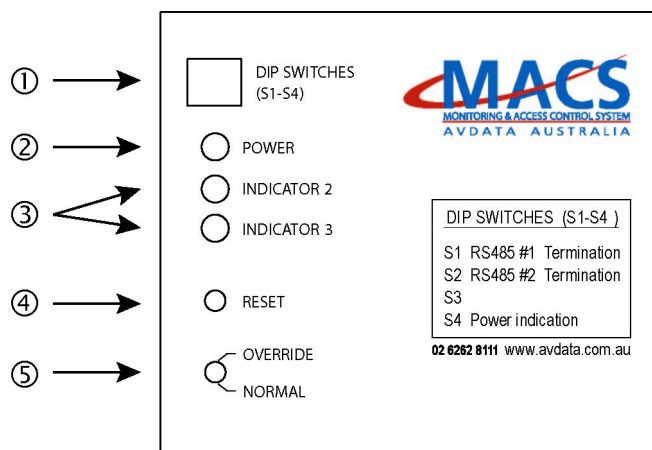 ① DIP SWITCHES
(S1-S4)
② POWER
③ INDICATOR 2
INDICATOR 3
④ RESET
⑤ OVERRIDE
NORMAL
MACS
MONITORING & ACCESS CONTROL SYSTEM
AVDATA AUSTRALIA
DIP SWITCHES (S1-S4 )
S1 RS485 #1 Termination
S2 RS485 #2 Termination
S3
S4 Power indication
02 6262 8111 www.avdata.com.au